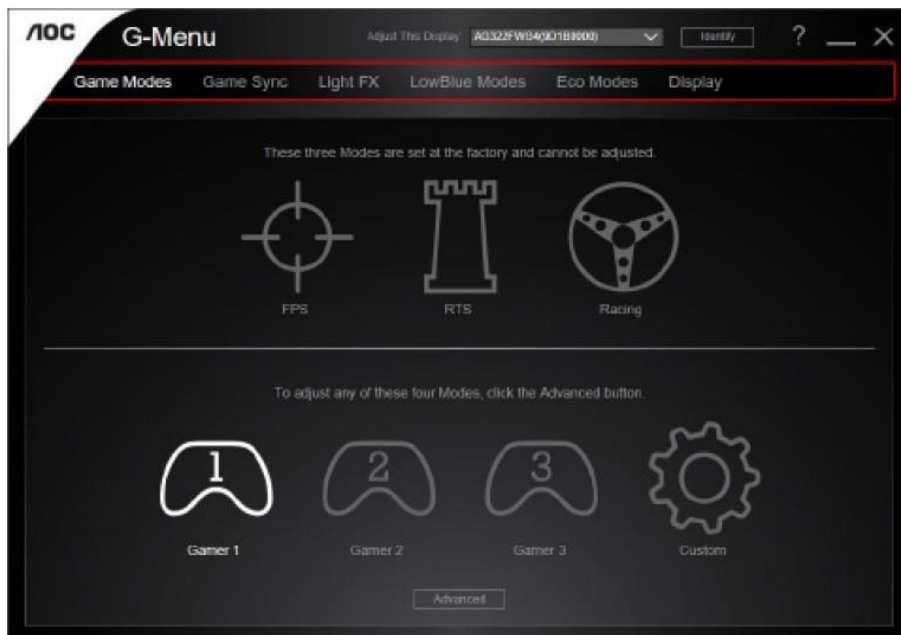 AOC G-Menu Adjust This Display: Identify ?
Game Modes Game Sync Light FX LowBlue Modes Eco Modes Display
These three Modes are set at the factory and cannot be adjusted.
FPS RTS Racing
To adjust any of these four Modes, click the Advanced button.
1 2 3
Gamer 1 Gamer 2 Gamer 3 Custom
Advanced